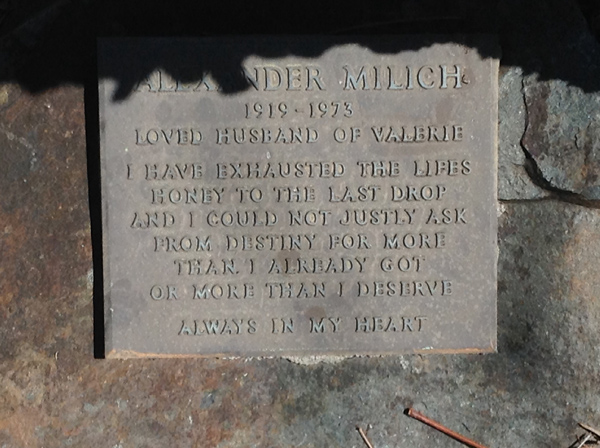 ALEXANDER MILICH
1919-1973
LOVED HUSBAND OF VALERIE
I HAVE EXHAUSTED THE LIFES
HONEY TO THE LAST DROP
AND I COULD NOT JUSTLY ASK
FROM DESTINY FOR MORE
THAN I ALREADY GOT
OR MORE THAN I DESERVE
ALWAYS IN MY HEART